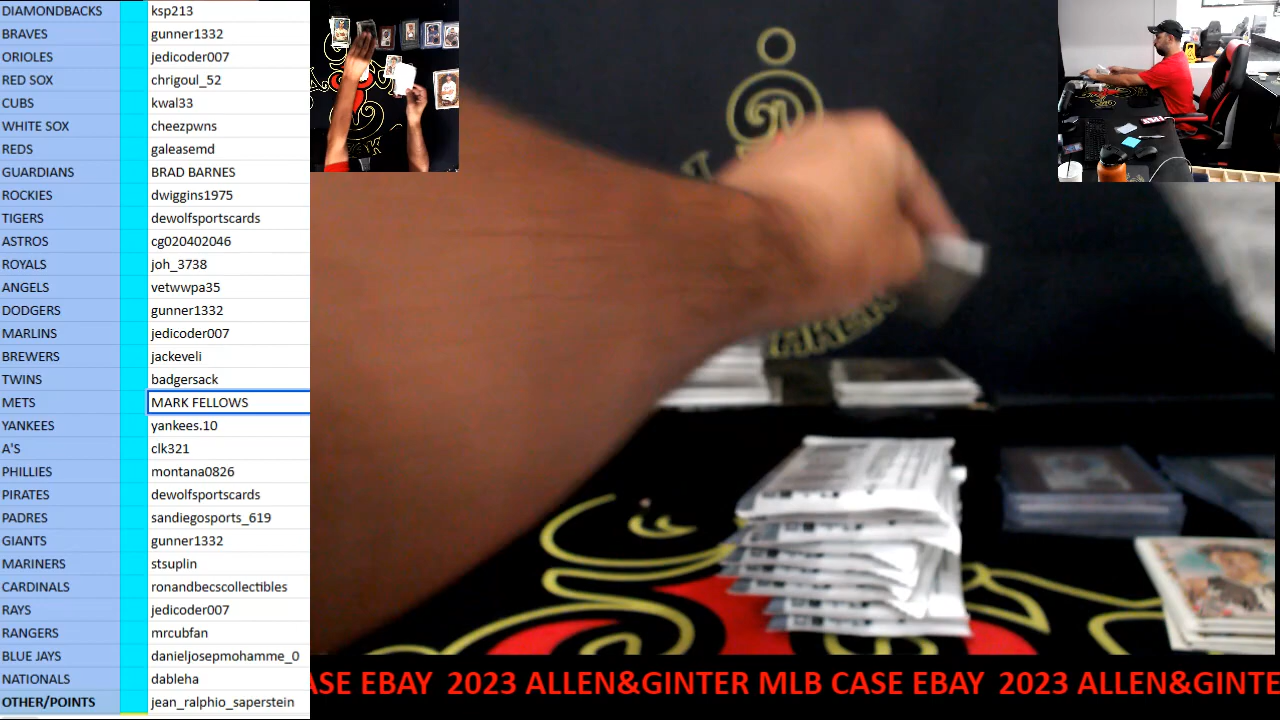 DIAMONDBACKS ksp213
BRAVES gunner1332
ORIOLES jedicoder007
RED SOX chrigoul_52
CUBS kwal33
WHITE SOX cheezpwns
REDS galeasemd
GUARDIANS BRAD BARNES
ROCKIES dwiggins1975
TIGERS dewolfsportscards
ASTROS cg020402046
ROYALS joh_3738
ANGELS vetwwpa35
DODGERS gunner1332
MARLINS jedicoder007
BREWERS jackeveli
TWINS badgersack
METS MARK FELLOWS
YANKEES yankees.10
A'S clk321
PHILLIES montana0826
PIRATES dewolfsportscards
PADRES sandiegosports_619
GIANTS gunner1332
MARINERS stsuplin
CARDINALS ronandbecscollectibles
RAYS jedicoder007
RANGERS mrcubfan
BLUE JAYS danieljosepmohamme_0
NATIONALS dableha
OTHER/POINTS jean_ralphio_saperstein
ASE EBAY 2023 ALLEN&GINTER MLB CASE EBAY 2023 ALLEN&GINTE